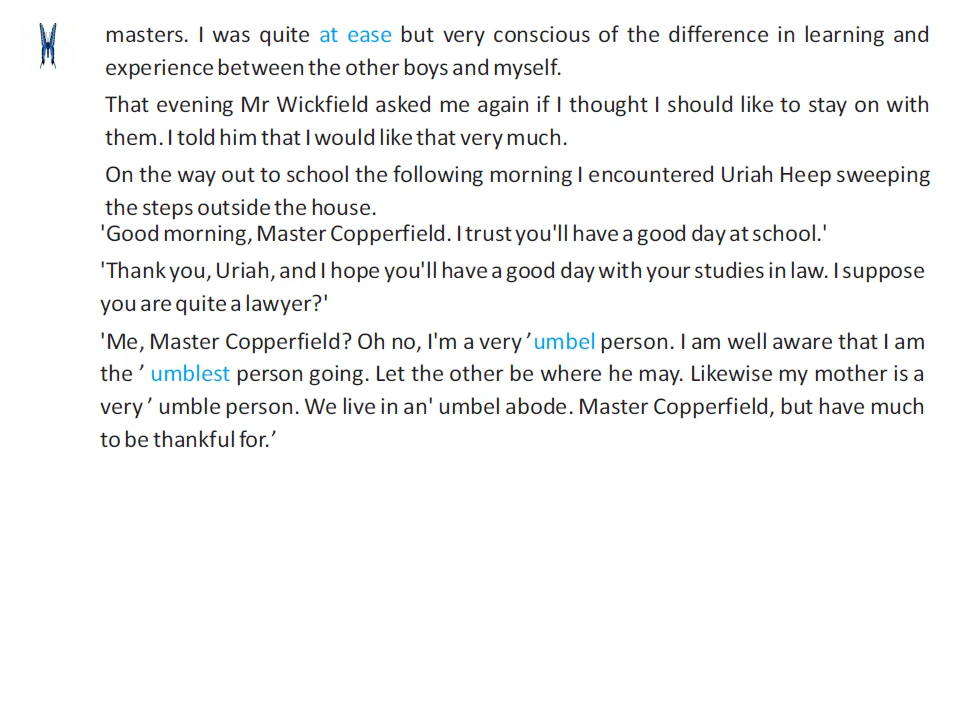 masters. I was quite at ease but very conscious of the difference in learning and
experience between the other boys and myself.
That evening Mr Wickfield asked me again if I thought I should like to stay on with
them. I told him that I would like that very much.
On the way out to school the following morning I encountered Uriah Heep sweeping
the steps outside the house.
'Good morning, Master Copperfield. I trust you'll have a good day at school.'
'Thank you, Uriah, and I hope you'll have a good day with your studies in law. I suppose
you are quite a lawyer?'
'Me, Master Copperfield? Oh no, I'm a very ’umbel person. I am well aware that I am
the ’ umblest person going. Let the other be where he may. Likewise my mother is a
very ’ umble person. We live in an' umbel abode. Master Copperfield, but have much
to be thankful for.’